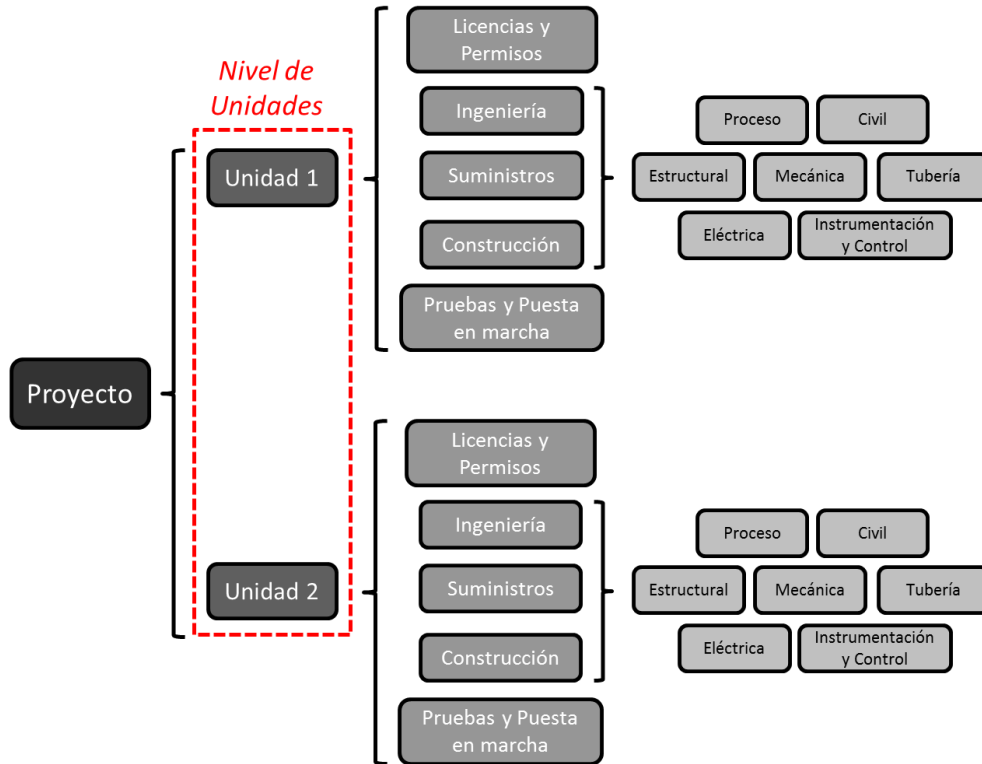 Nivel de
Unidades
Proyecto
Unidad 1
Licencias y
Permisos
Ingeniería
Suministros
Construcción
Pruebas y Puesta
en marcha
Proceso
Civil
Estructural
Mecánica
Tubería
Eléctrica
Instrumentación
y Control
Unidad 2
Licencias y
Permisos
Ingeniería
Suministros
Construcción
Pruebas y Puesta
en marcha
Proceso
Civil
Estructural
Mecánica
Tubería
Eléctrica
Instrumentación
y Control